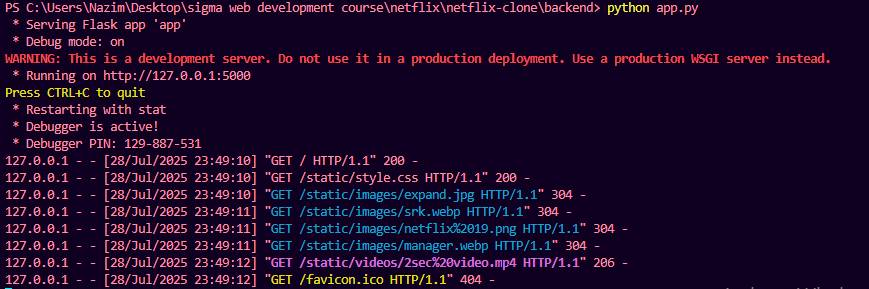 PS C:\Users\Nazim\Desktop\sigma web development course\netflix\netflix-clone\backend> python app.py
 * Serving Flask app 'app'
 * Debug mode: on
WARNING: This is a development server. Do not use it in a production deployment. Use a production WSGI server instead.
 * Running on http://127.0.0.1:5000
Press CTRL+C to quit
 * Restarting with stat
 * Debugger is active!
 * Debugger PIN: 129-887-531
127.0.0.1 - - [28/Jul/2025 23:49:10] "GET / HTTP/1.1" 200 -
127.0.0.1 - - [28/Jul/2025 23:49:10] "GET /static/style.css HTTP/1.1" 200 -
127.0.0.1 - - [28/Jul/2025 23:49:10] "GET /static/images/expand.jpg HTTP/1.1" 304 -
127.0.0.1 - - [28/Jul/2025 23:49:11] "GET /static/images/srk.webp HTTP/1.1" 304 -
127.0.0.1 - - [28/Jul/2025 23:49:11] "GET /static/images/netflix%2019.png HTTP/1.1" 304 -
127.0.0.1 - - [28/Jul/2025 23:49:11] "GET /static/images/manager.webp HTTP/1.1" 304 -
127.0.0.1 - - [28/Jul/2025 23:49:12] "GET /static/videos/2sec%20video.mp4 HTTP/1.1" 206 -
127.0.0.1 - - [28/Jul/2025 23:49:12] "GET /favicon.ico HTTP/1.1" 404 -